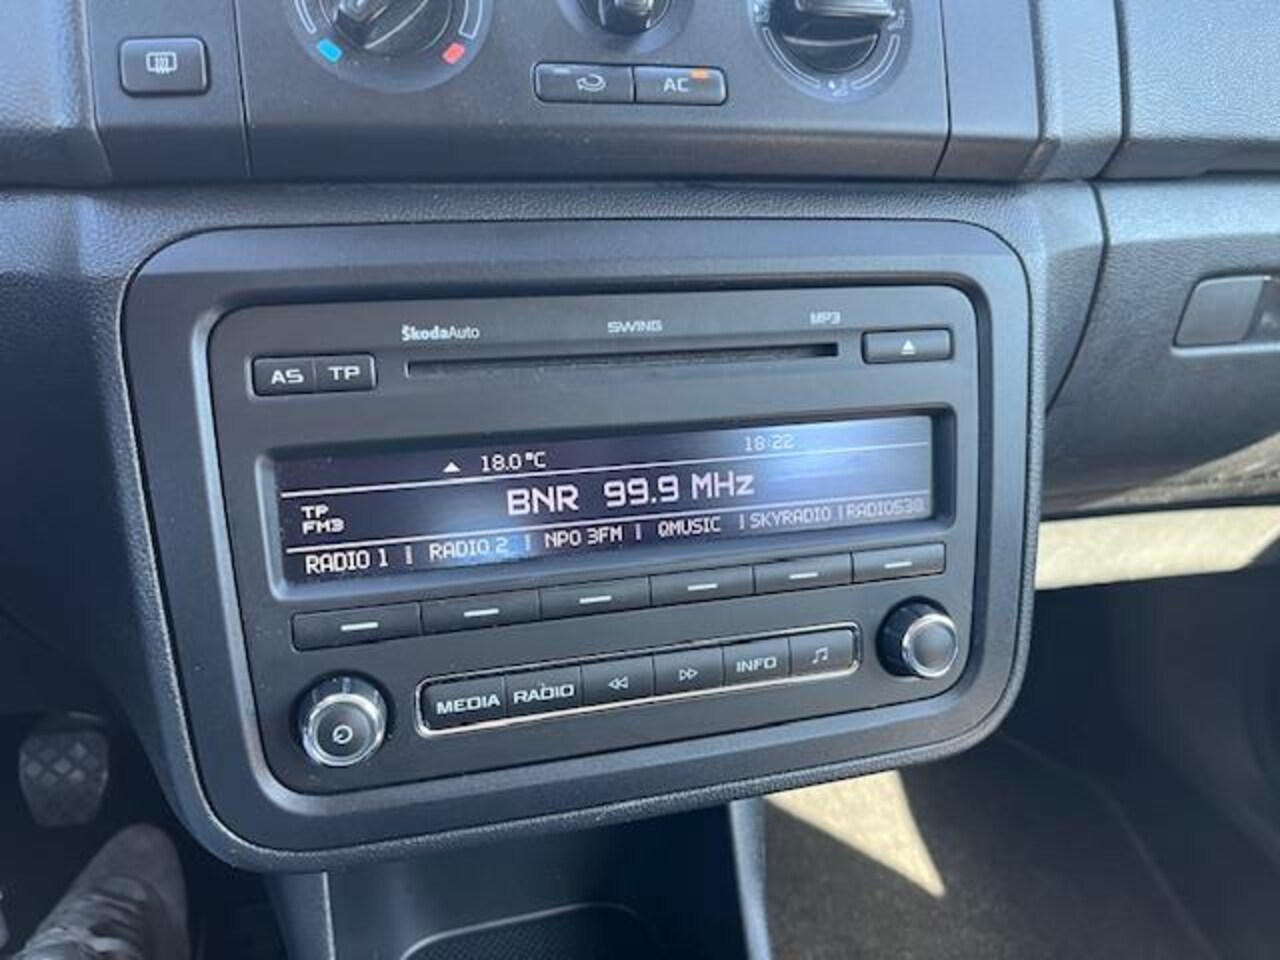 AC
ŠkodaAuto SWING MP3
AS TP
18.0°C 18:22
TP
FM3
BNR 99.9 MHz
RADIO 1 | RADIO 2 | NPO 3FM | QMUSIC | SKYRADIO | RADIO538
MEDIA RADIO INFO